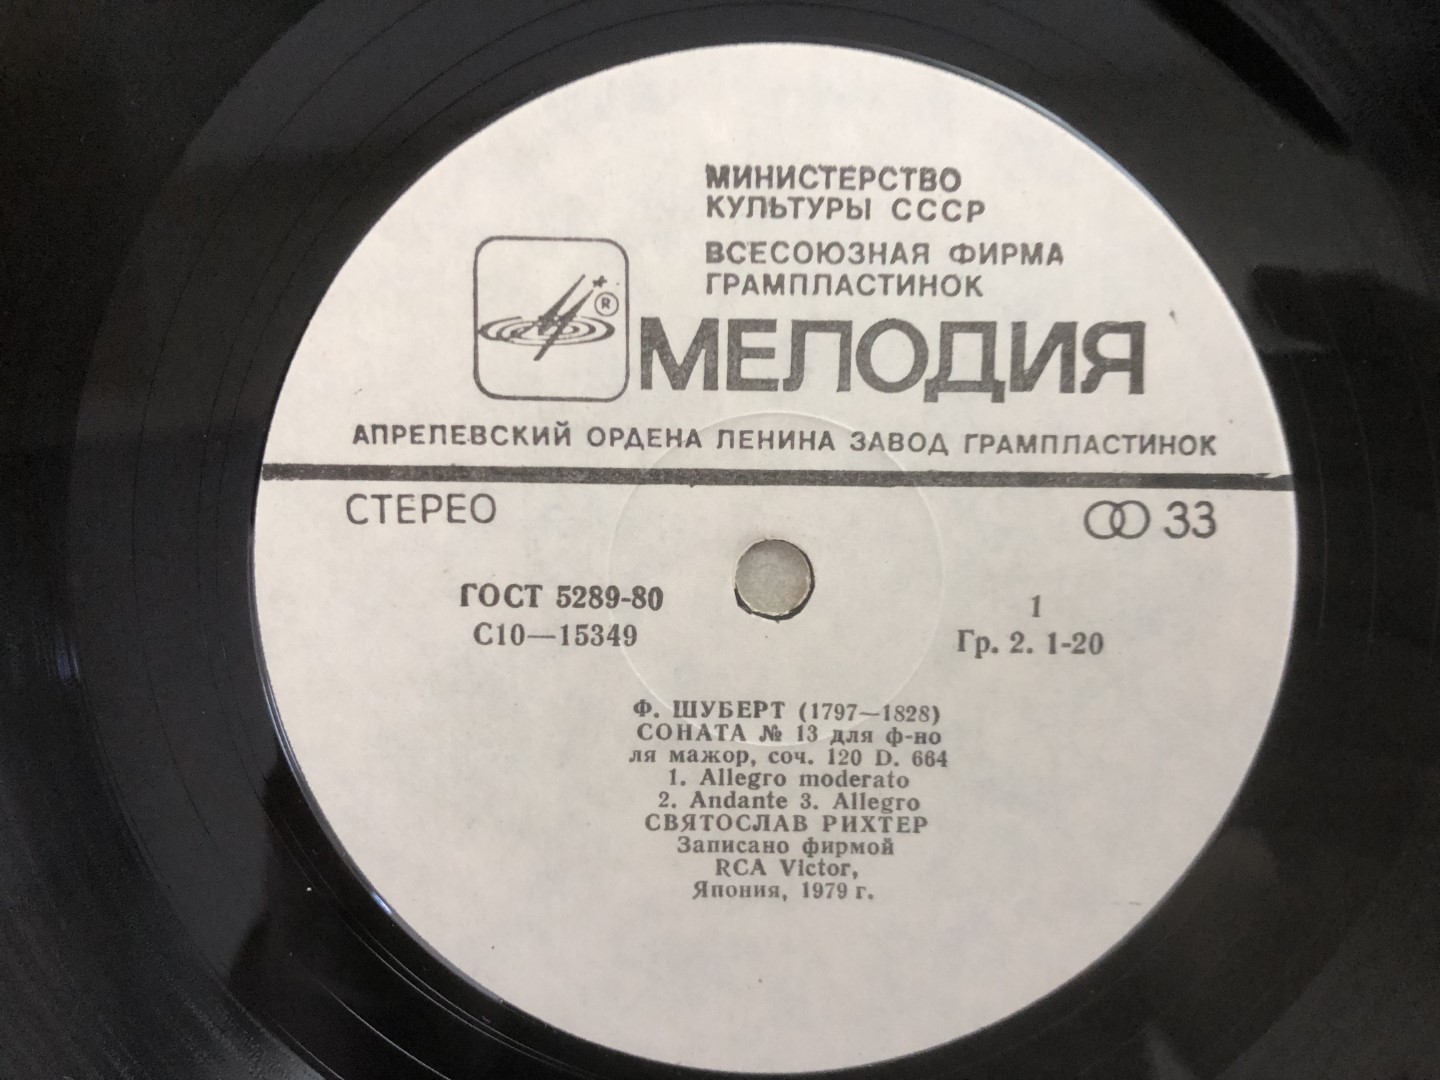 МИНИСТЕРСТВО
КУЛЬТУРЫ СССР
ВСЕСОЮЗНАЯ ФИРМА
ГРАМПЛАСТИНОК
®
МЕЛОДИЯ
АПРЕЛЕВСКИЙ ОРДЕНА ЛЕНИНА ЗАВОД ГРАМПЛАСТИНОК
СТЕРЕО
33
ГОСТ 5289-80
С10—15349
1
Гр. 2. 1-20
Ф. ШУБЕРТ (1797—1828)
СОНАТА № 13 для ф-но
ля мажор, соч. 120 D. 664
1. Allegro moderato
2. Andante 3. Allegro
СВЯТОСЛАВ РИХТЕР
Записано фирмой
RCA Victor,
Япония, 1979 г.